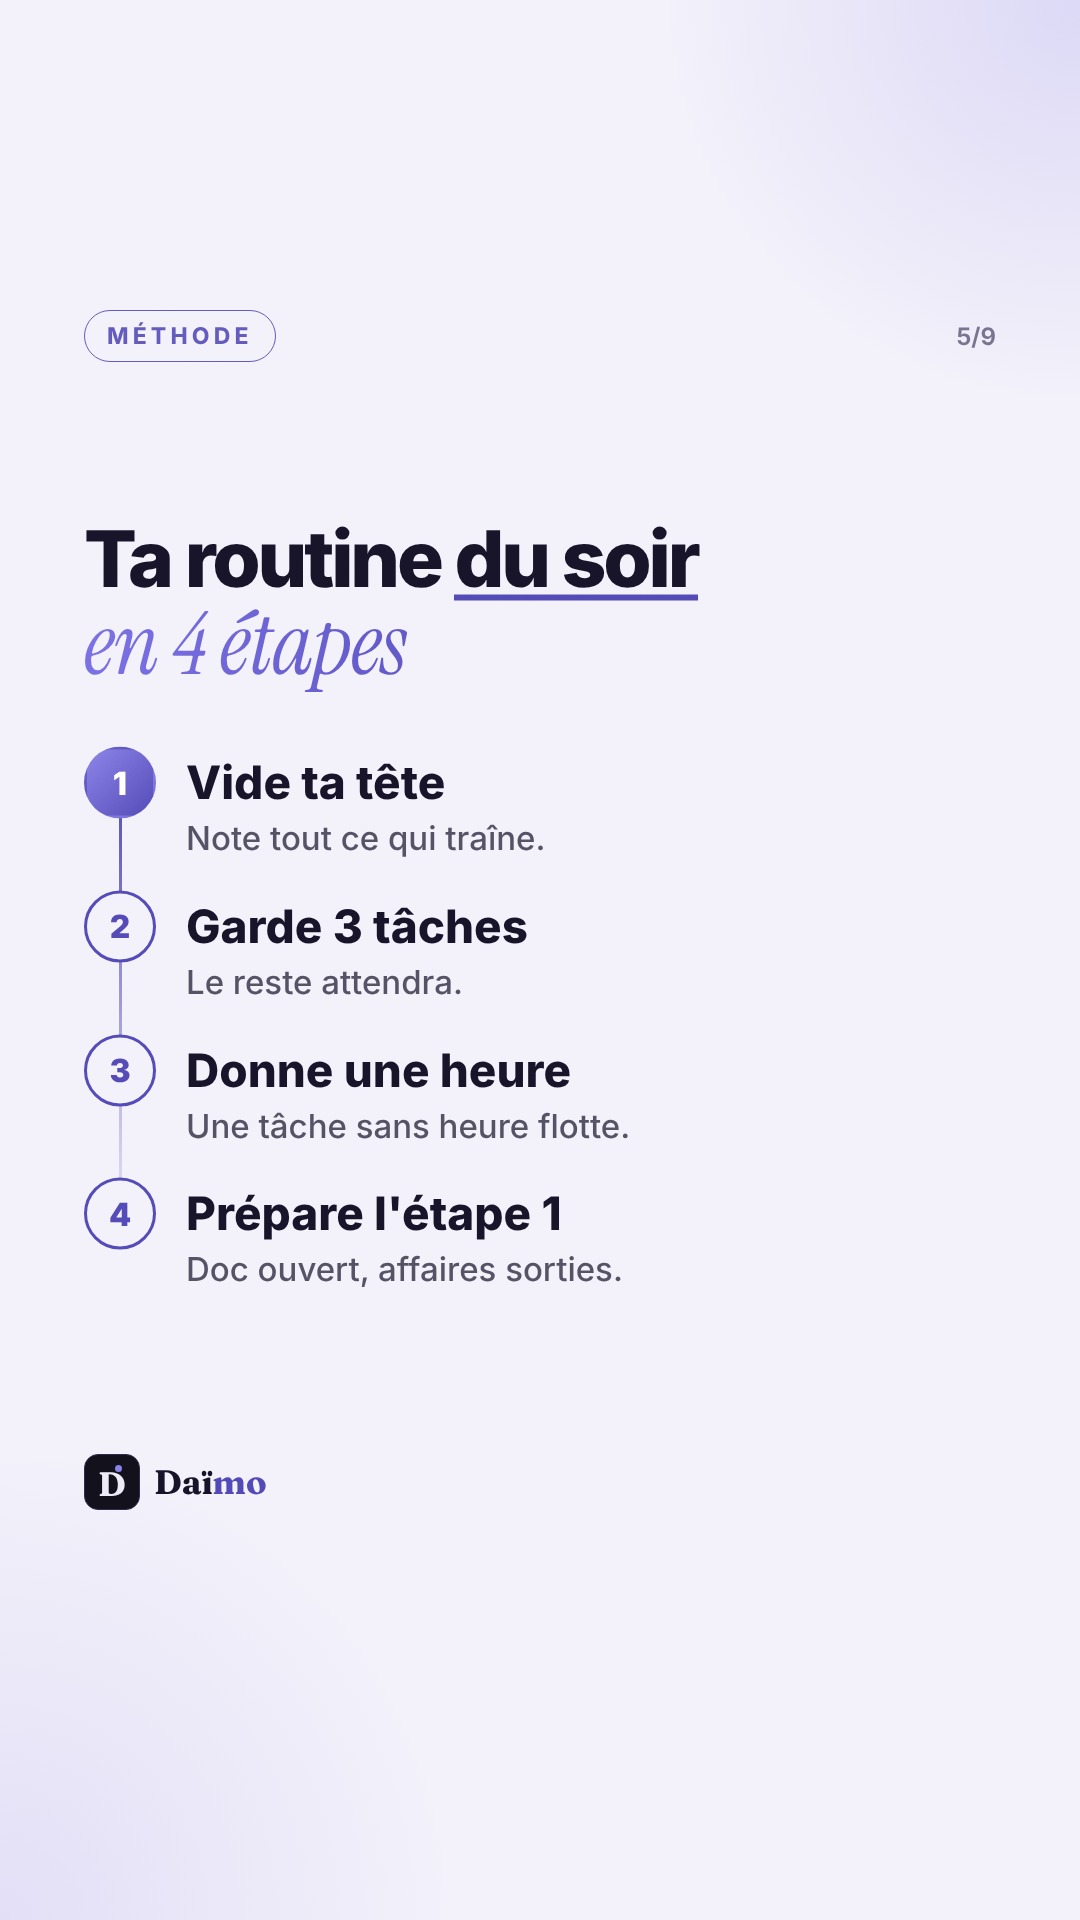 MÉTHODE
5/9
Ta routine du soir
en 4 étapes
1
Vide ta tête
Note tout ce qui traîne.
2
Garde 3 tâches
Le reste attendra.
3
Donne une heure
Une tâche sans heure flotte.
4
Prépare l'étape 1
Doc ouvert, affaires sorties.
D Daïmo